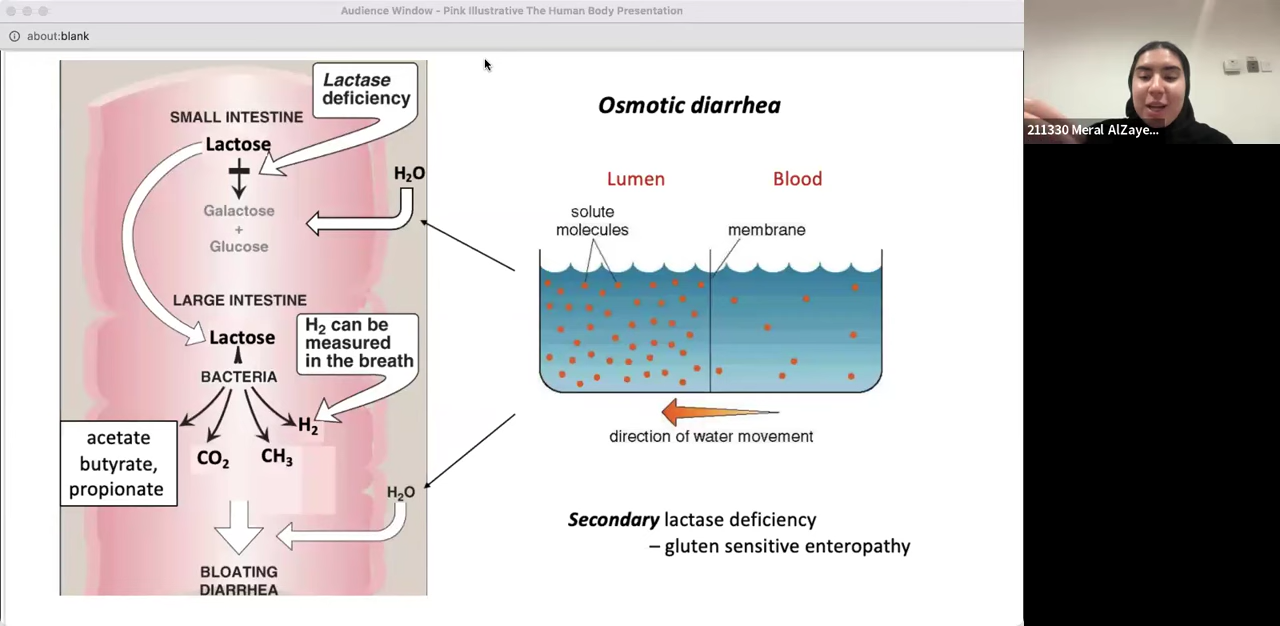 Audience Window - Pink Illustrative The Human Body Presentation
about:blank
Lactase
deficiency
SMALL INTESTINE
Lactose
H2O
Galactose
+
Glucose
LARGE INTESTINE
Lactose
H2 can be
measured
in the breath
BACTERIA
H2
acetate
butyrate,
propionate
CO2
CH3
H2O
BLOATING
DIARRHEA
Osmotic diarrhea
Lumen
Blood
solute
molecules
membrane
direction of water movement
Secondary lactase deficiency
– gluten sensitive enteropathy
211330 Meral AlZaye...